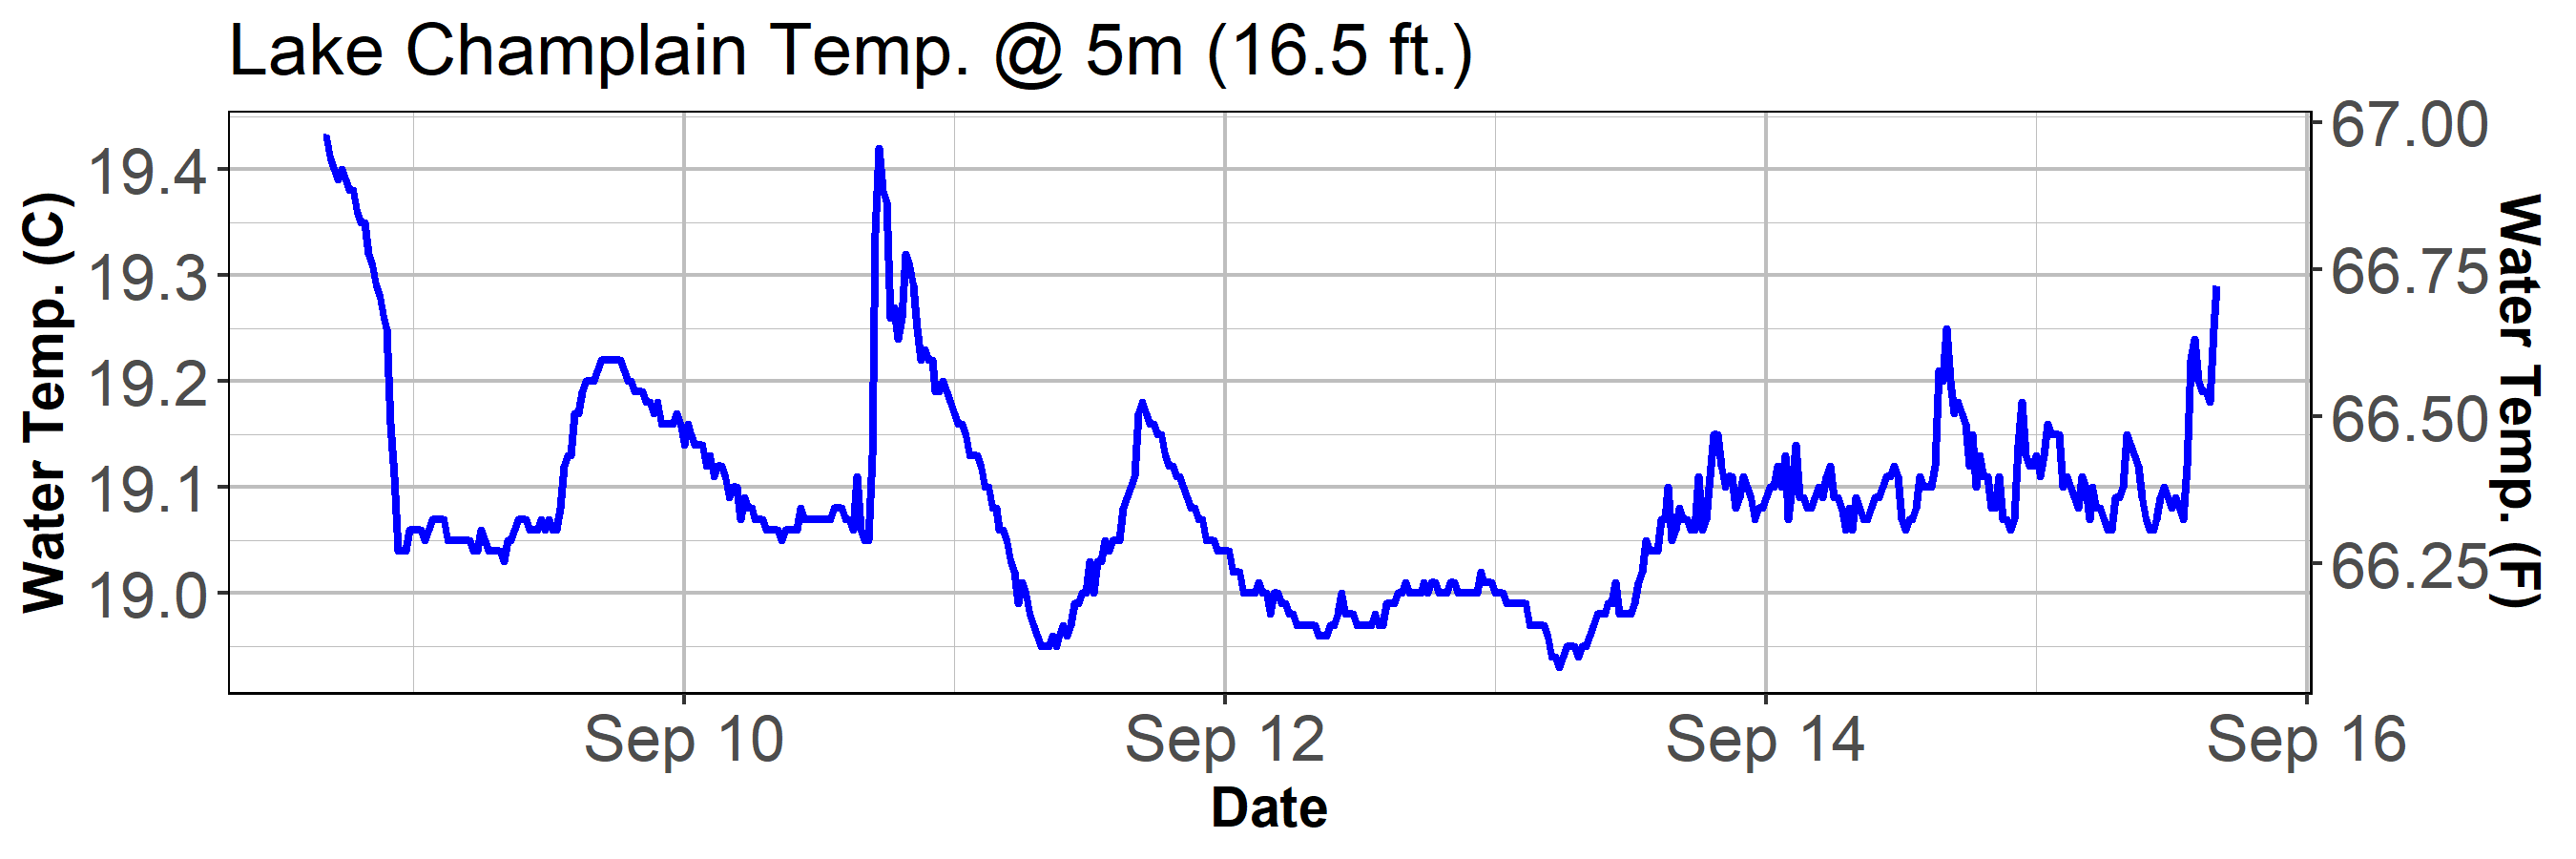 Lake Champlain Temp. @ 5m (16.5 ft.)
Water Temp. (C)
19.4
19.3
19.2
19.1
19.0
67.00
66.75
66.50
66.25
Water Temp. (F)
Sep 10
Sep 12
Sep 14
Sep 16
Date